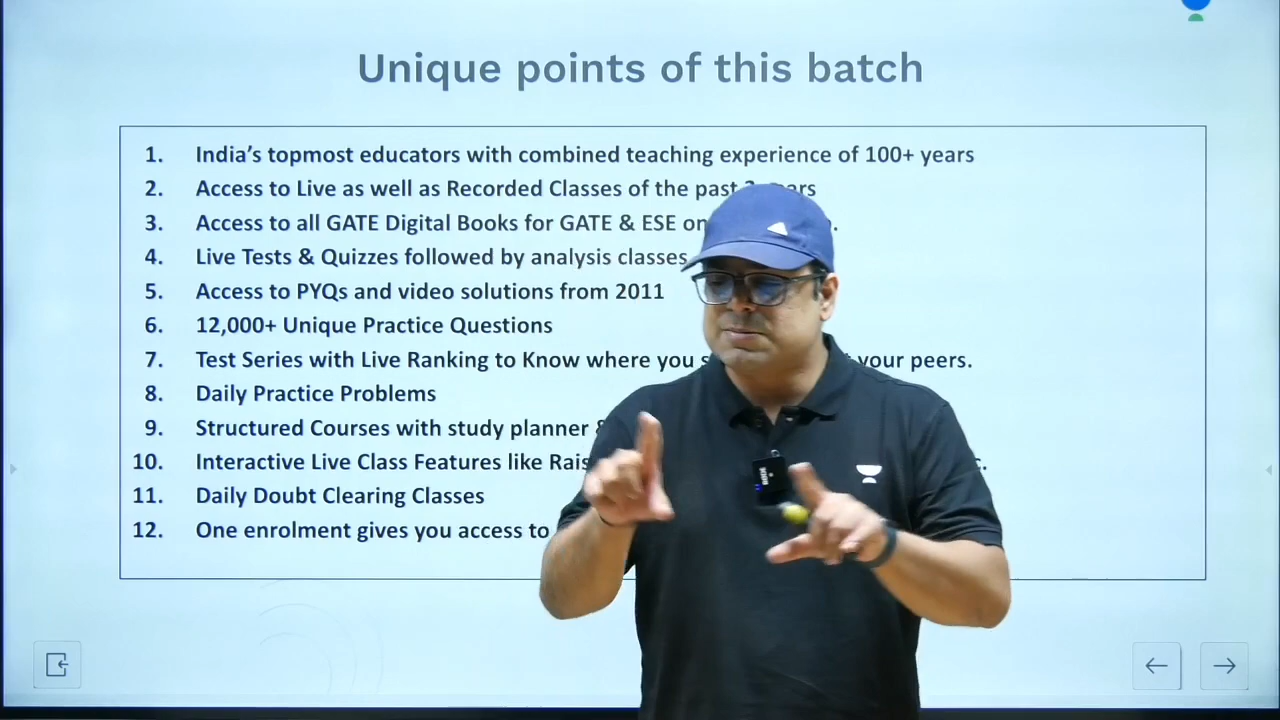 Unique points of this batch
1. India's topmost educators with combined teaching experience of 100+ years
2. Access to Live as well as Recorded Classes of the past
3. Access to all GATE Digital Books for GATE & ESE on
4. Live Tests & Quizzes followed by analysis classes
5. Access to PYQs and video solutions from 2011
6. 12,000+ Unique Practice Questions
7. Test Series with Live Ranking to Know where you your peers.
8. Daily Practice Problems
9. Structured Courses with study planner
10. Interactive Live Class Features like
11. Daily Doubt Clearing Classes
12. One enrolment gives you access to
RODE